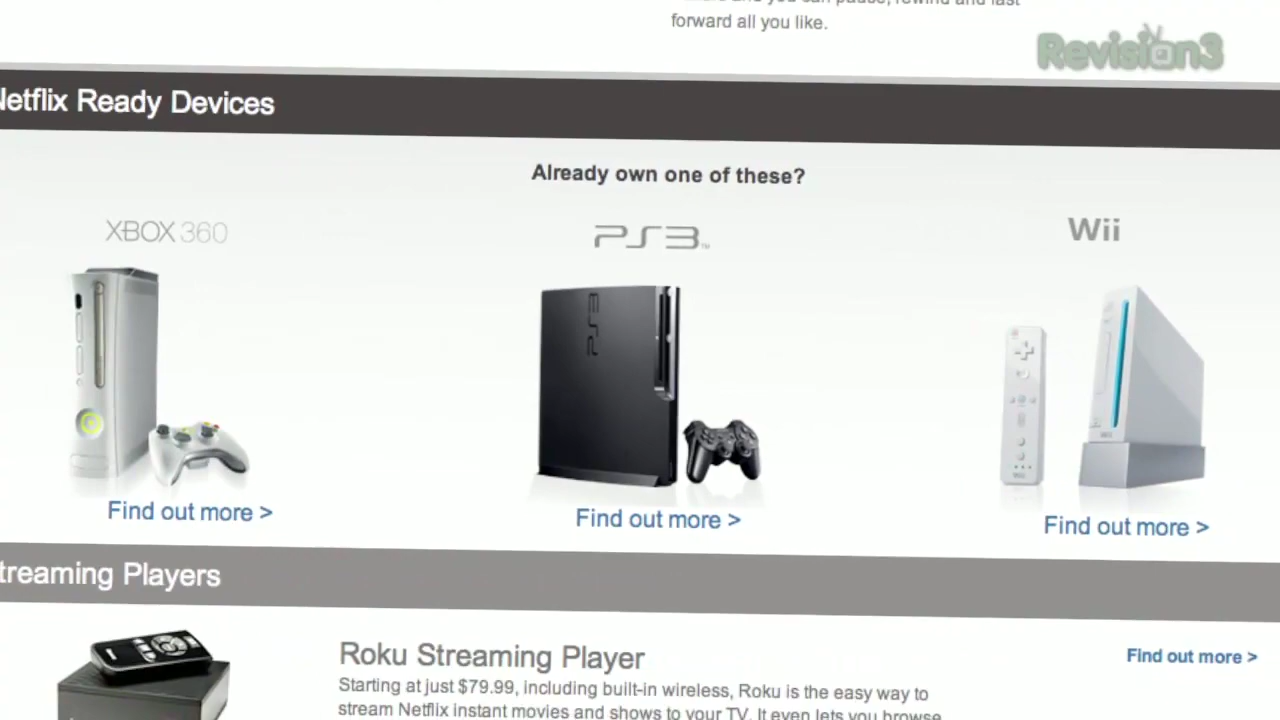 forward all you like.
Revision3
Netflix Ready Devices
Already own one of these?
XBOX 360
PS3™
Wii
PS3
Find out more >
Find out more >
Find out more >
Streaming Players
Roku Streaming Player
Find out more >
Starting at just $79.99, including built-in wireless, Roku is the easy way to
stream Netflix instant movies and shows to your TV. It even lets you browse